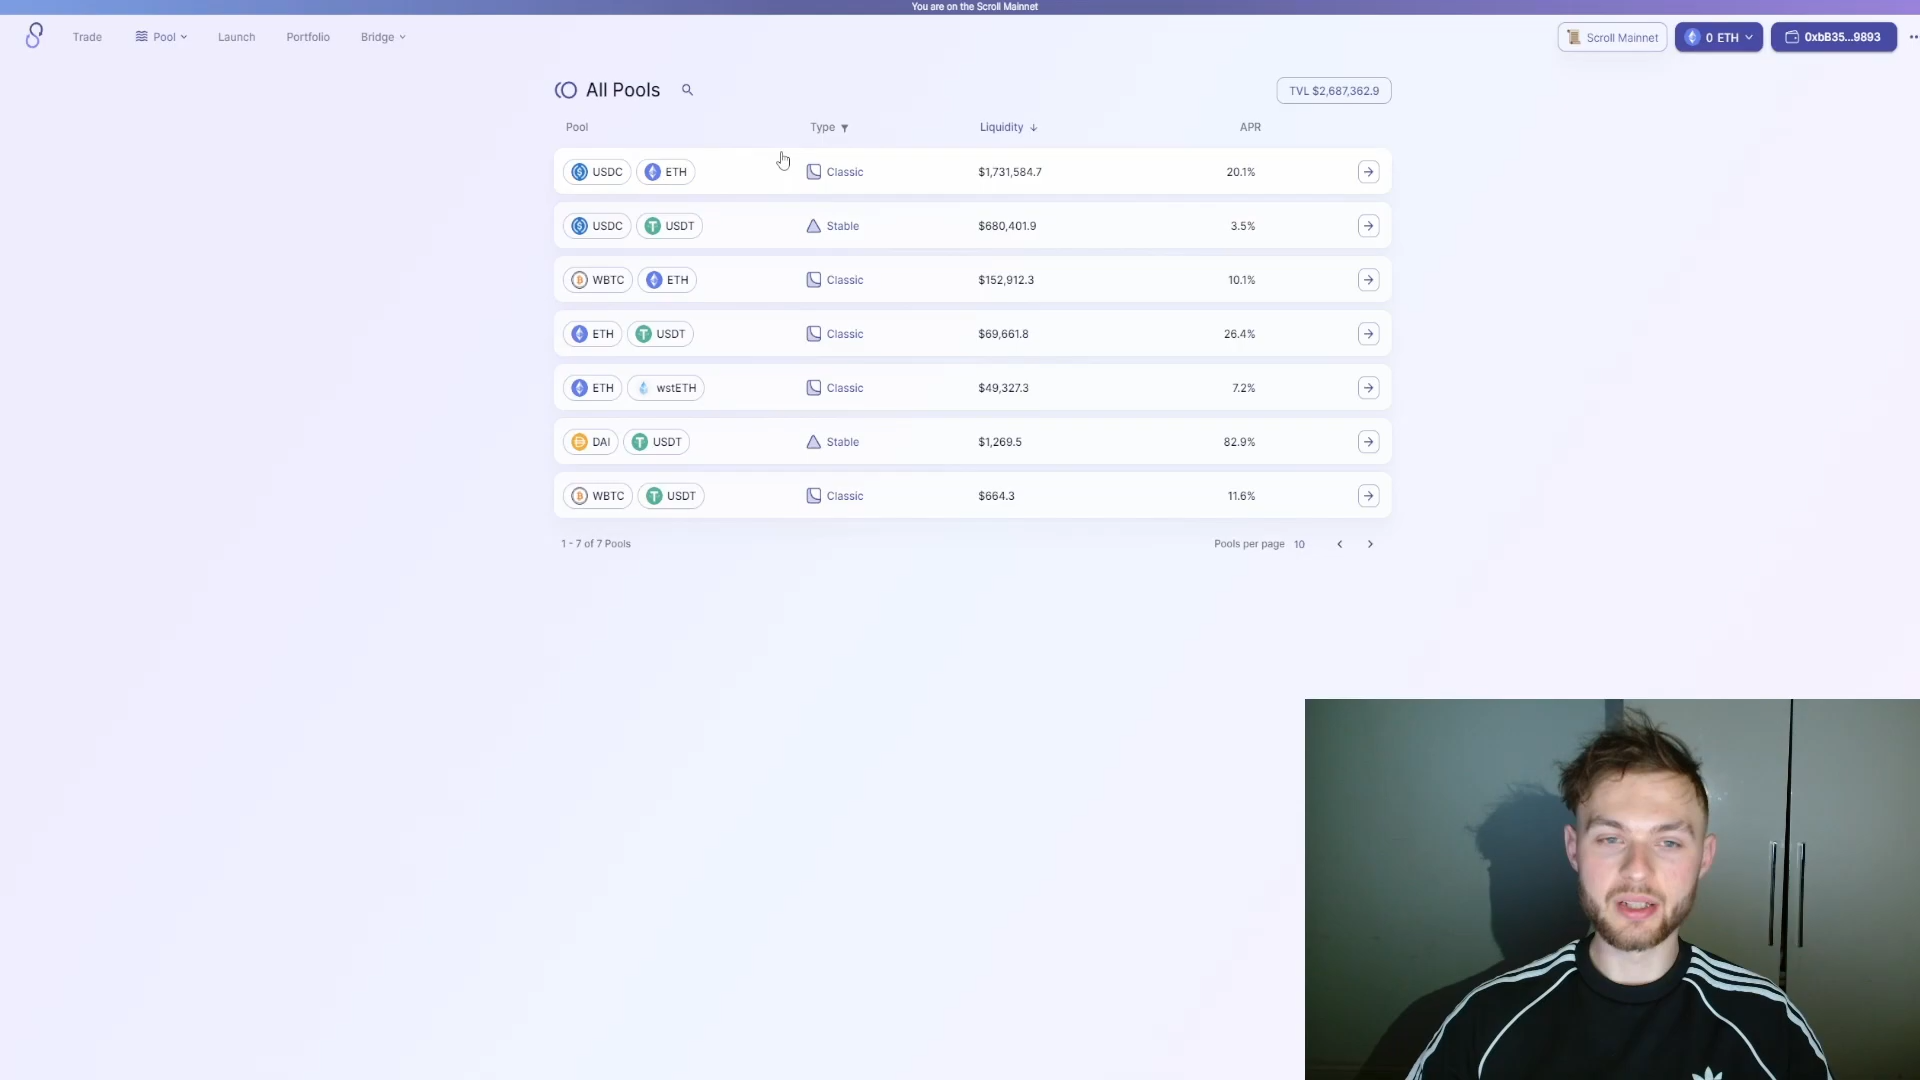 You are on the Scroll Mainnet
Trade Pool Launch Portfolio Bridge Scroll Mainnet 0 ETH 0xbB35...9893
All Pools TVL $2,687,362.9
Pool Type Liquidity APR
USDC ETH Classic $1,731,584.7 20.1%
USDC USDT Stable $680,401.9 3.5%
WBTC ETH Classic $152,912.3 10.1%
ETH USDT Classic $69,661.8 26.4%
ETH wstETH Classic $49,327.3 7.2%
DAI USDT Stable $1,269.5 82.9%
WBTC USDT Classic $664.3 11.6%
1 - 7 of 7 Pools Pools per page 10